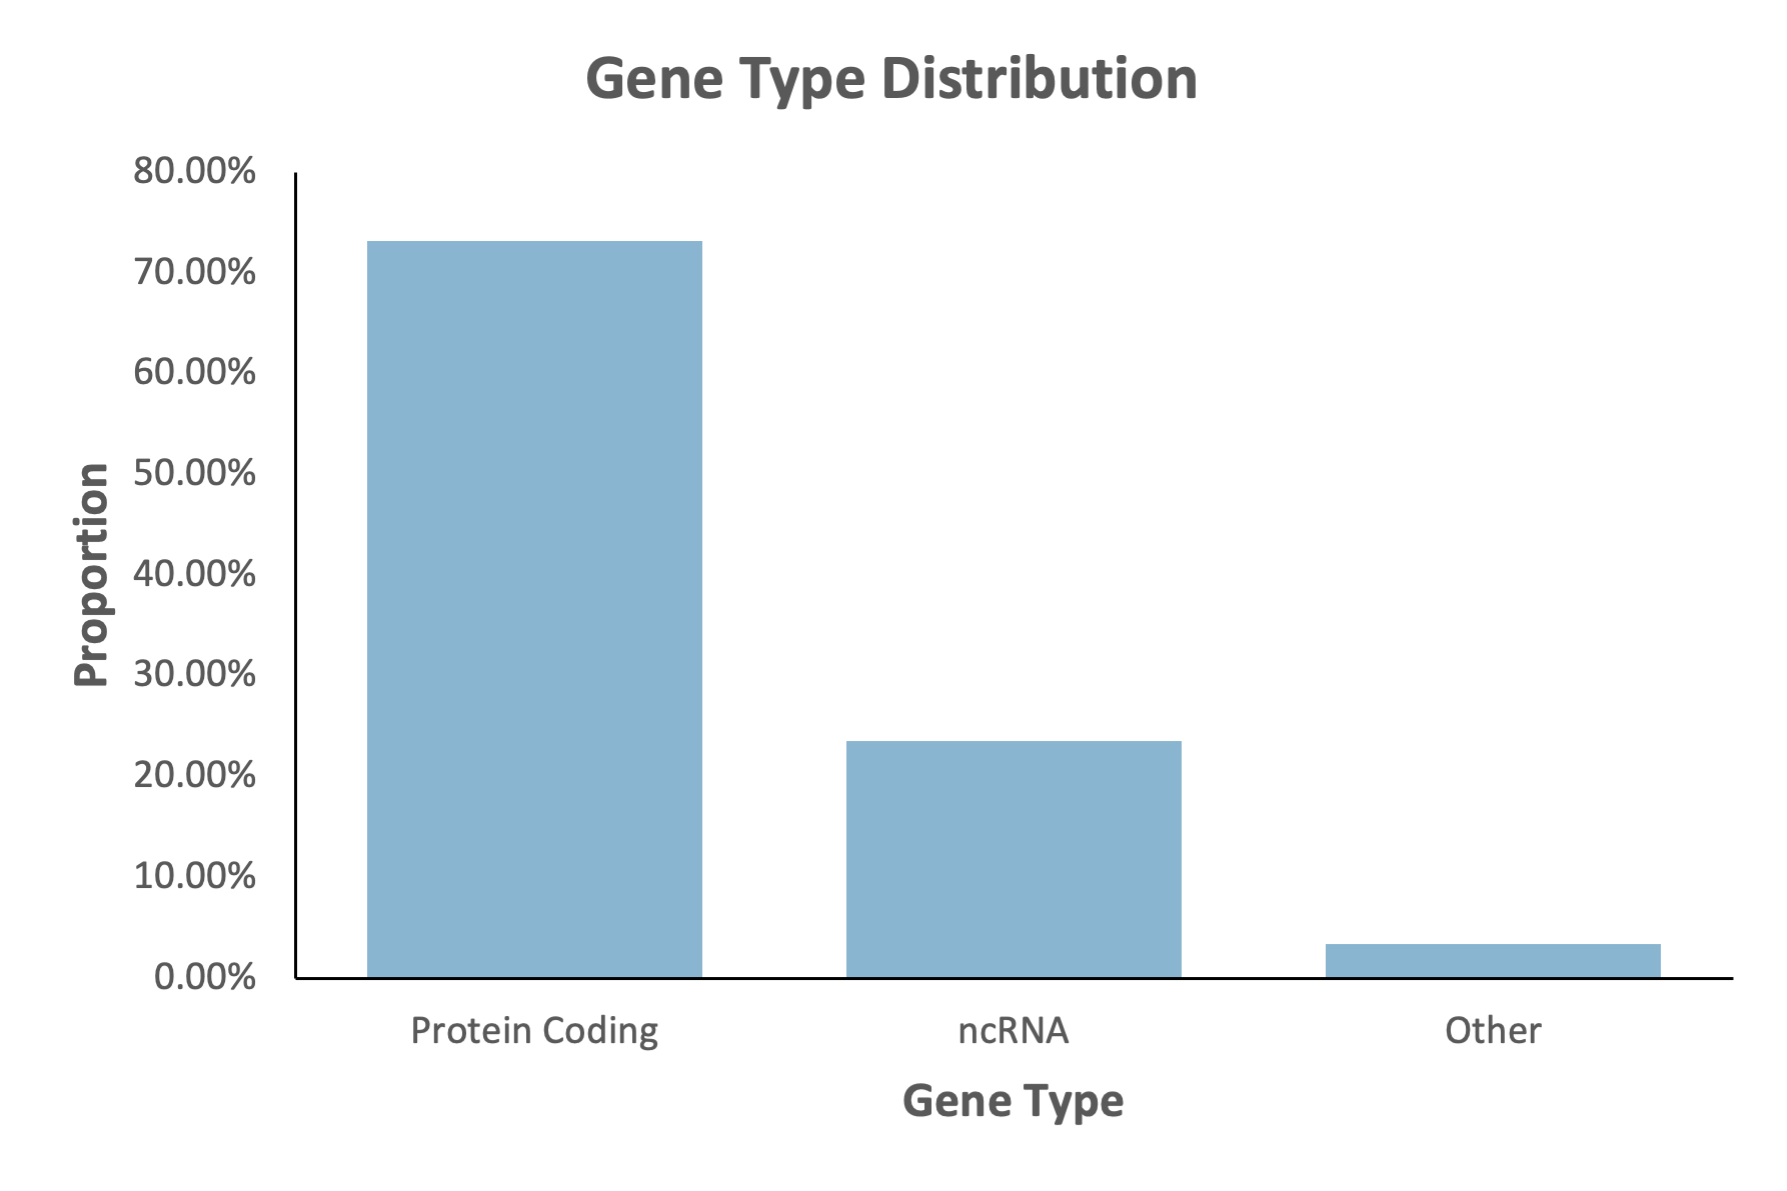 Gene Type Distribution
80.00%
70.00%
60.00%
50.00%
40.00%
30.00%
20.00%
10.00%
0.00%
Proportion
Protein Coding
ncRNA
Other
Gene Type